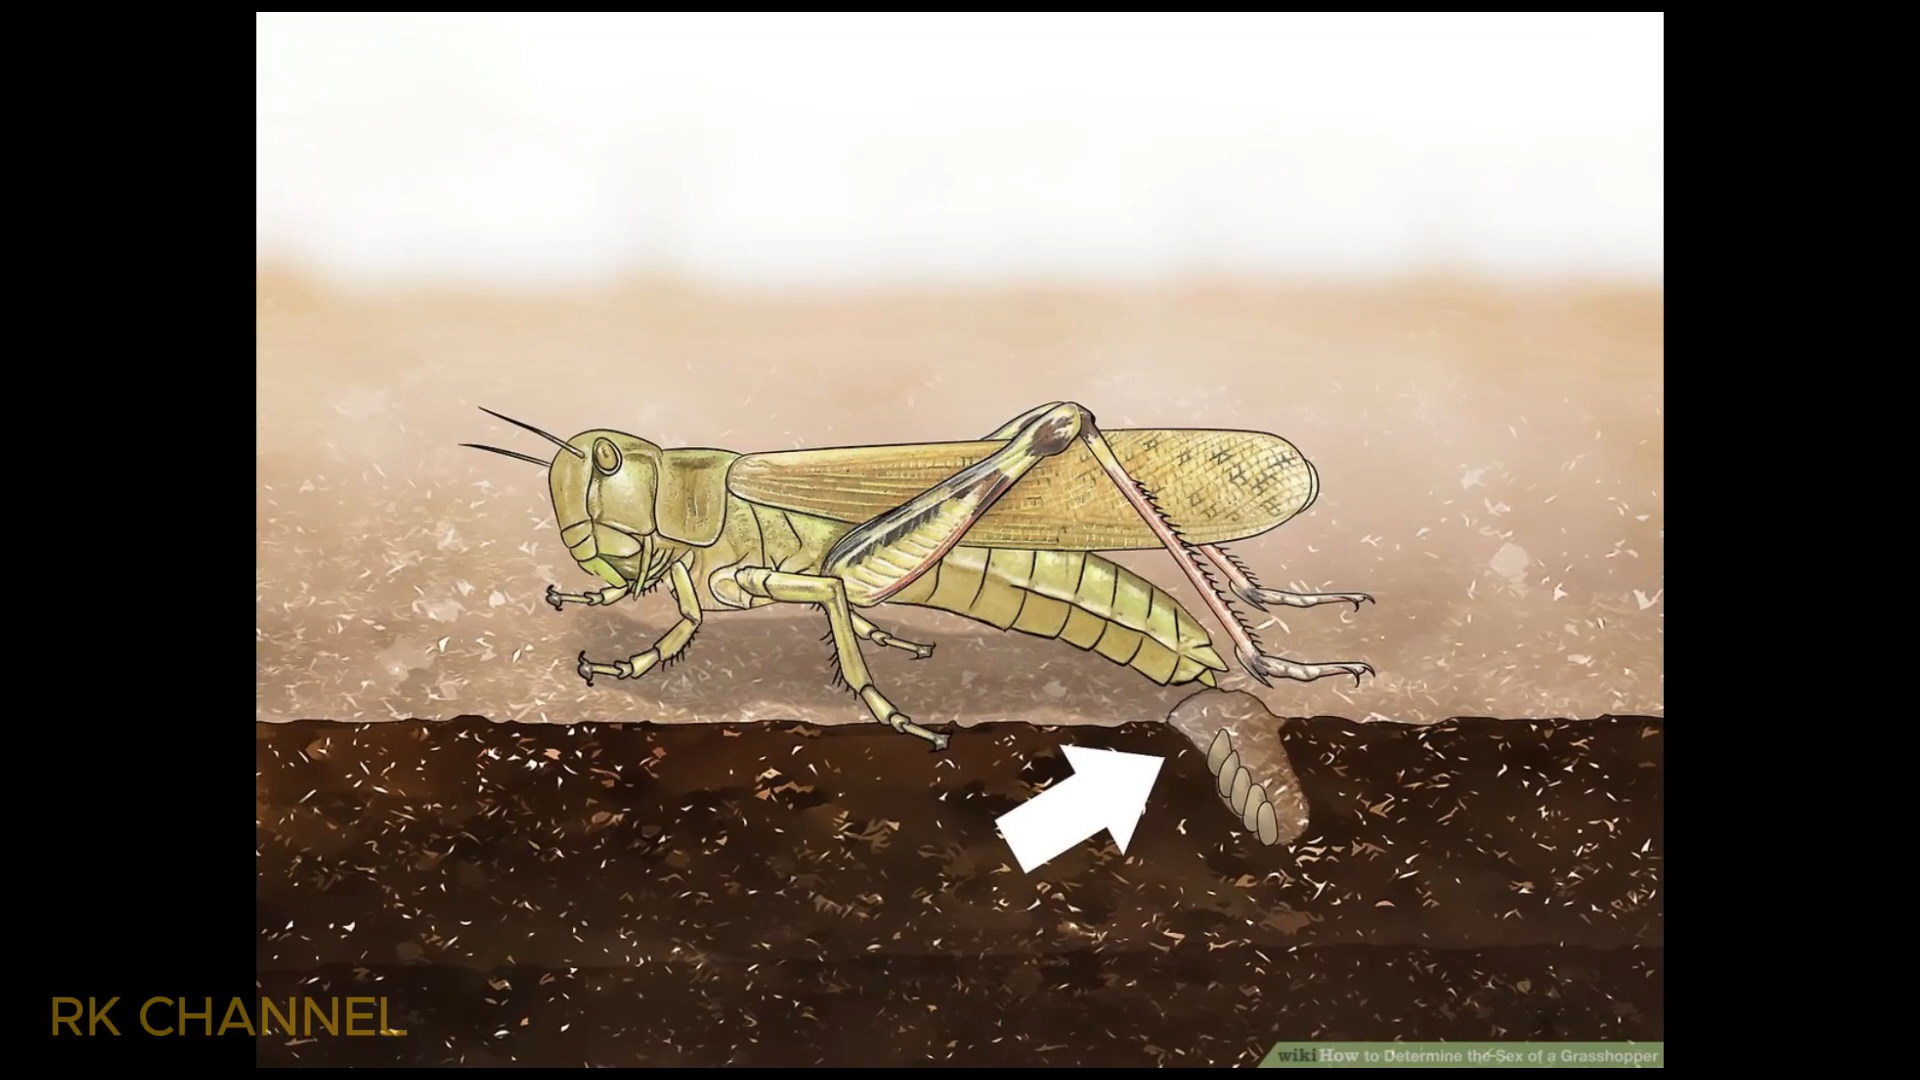 RK CHANNEL
wikiHow to Determine the Sex of a Grasshopper